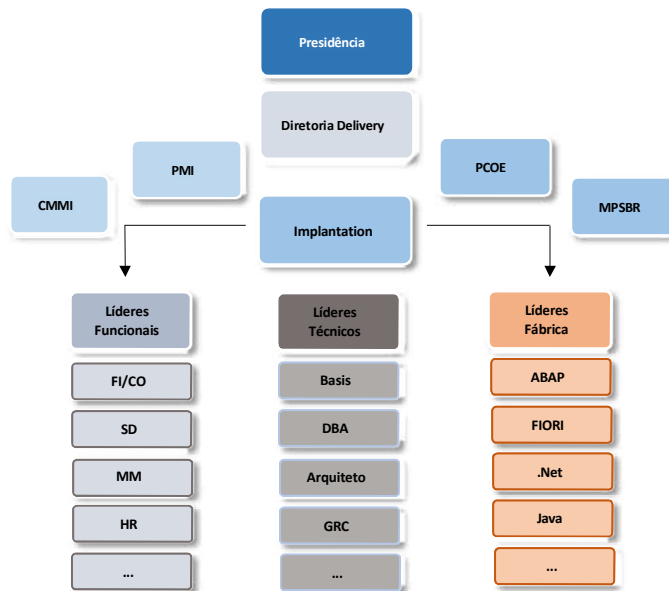 Presidência
Diretoria Delivery
PMI
PCOE
CMMI
MPSBR
Implantation
Líderes
Funcionais
Líderes
Técnicos
Líderes
Fábrica
FI/CO
Basis
ABAP
SD
DBA
FIORI
MM
Arquiteto
.Net
HR
GRC
Java
...
...
...